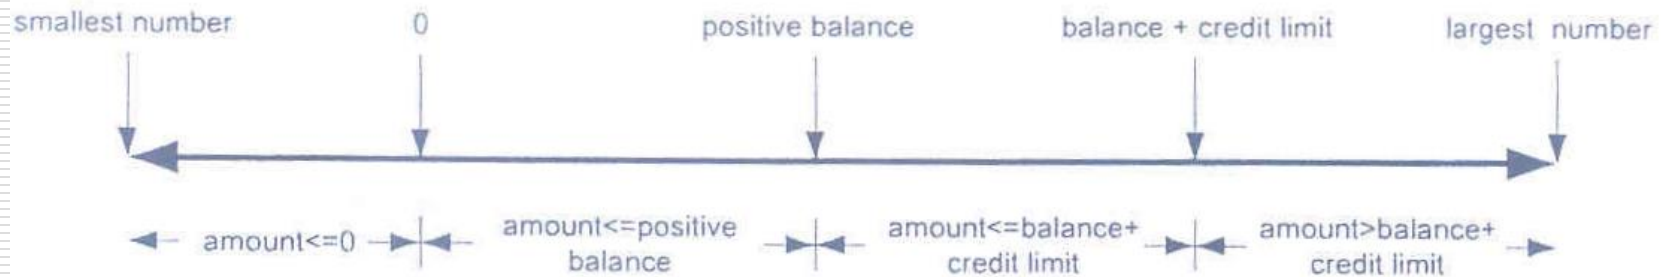 smallest number
0
positive balance
balance + credit limit
largest number
amount<=0
amount<=positive
balance
amount<=balance+
credit limit
amount>balance+
credit limit